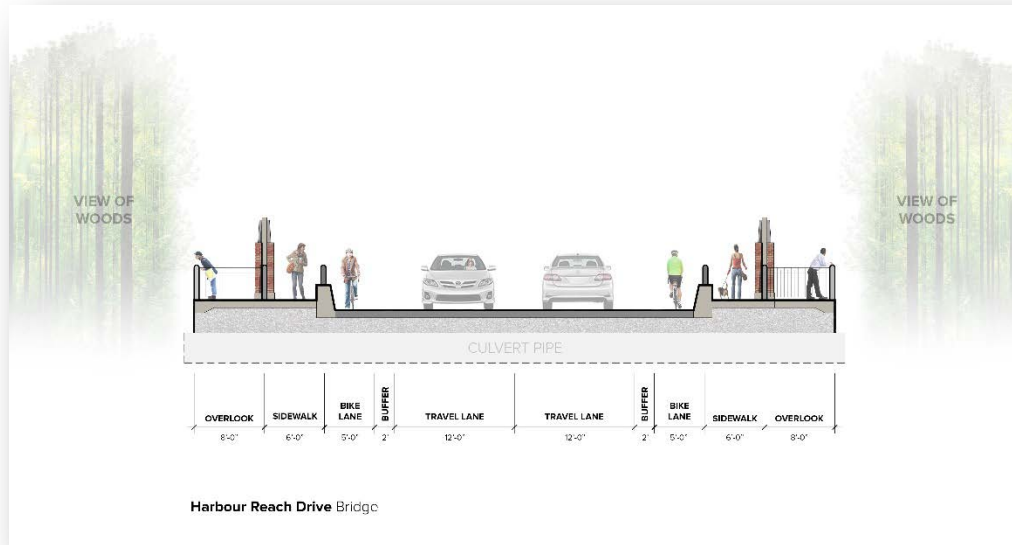 VIEW OF
WOODS
VIEW OF
WOODS
CULVERT PIPE
OVERLOOK
SIDEWALK
BIKE
LANE
BUFFER
TRAVEL LANE
TRAVEL LANE
BUFFER
BIKE
LANE
SIDEWALK
OVERLOOK
8'-0"
6'-0"
5'-0"
2'
12'-0"
12'-0"
2'
5'-0"
6'-0"
8'-0"
Harbour Reach Drive Bridge